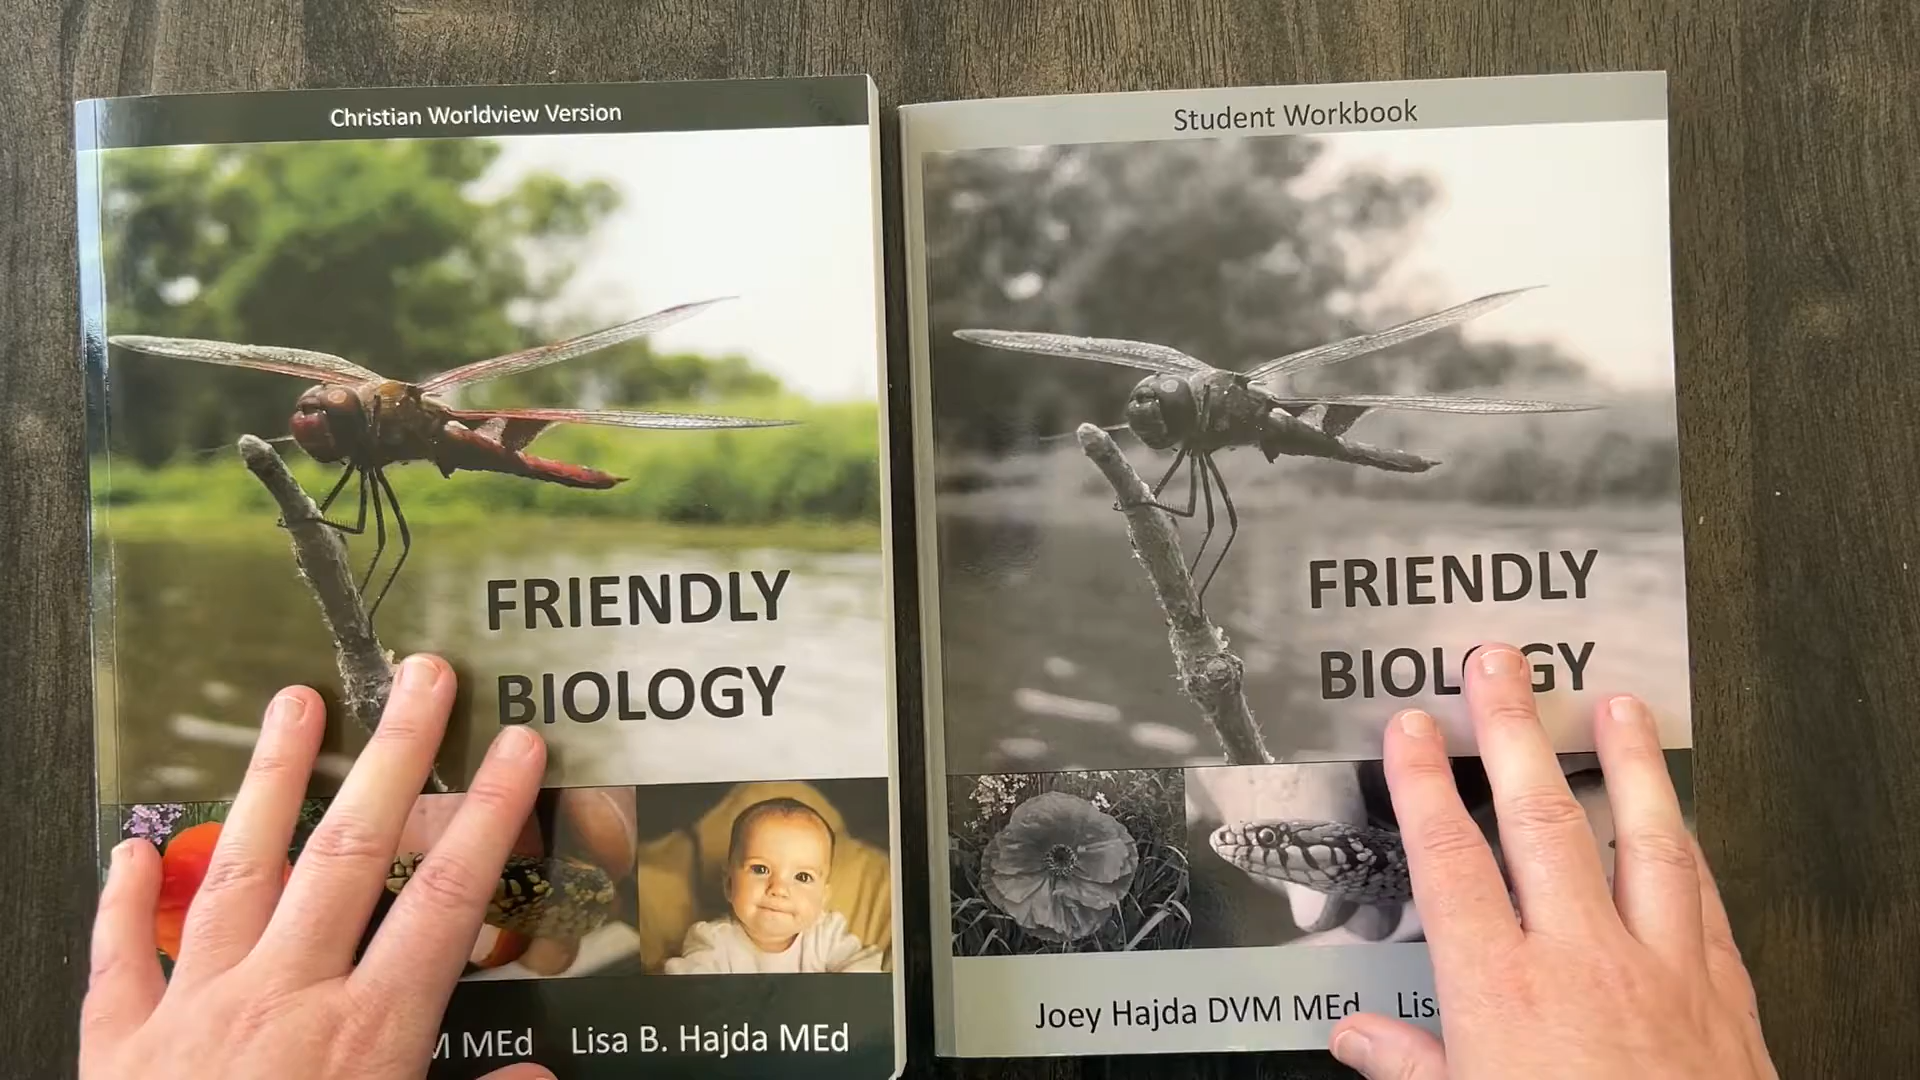 Christian Worldview Version
FRIENDLY
BIOLOGY
MEd Lisa B. Hajda MEd
Student Workbook
FRIENDLY
Joey Hajda DVM MEd